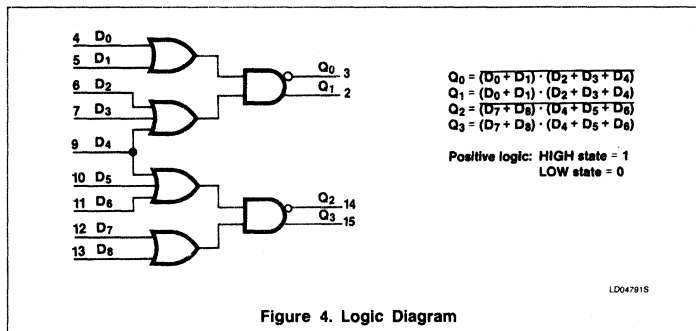 4 D₀
5 D₁
6 D₂
7 D₃
9 D₄
10 D₅
11 D₆
12 D₇
13 D₈
Q₀ 3
Q₁ 2
Q₂ 14
Q₃ 15
Q₀ = (D₀ + D₁) · (D₂ + D₃ + D₄)
Q₁ = (D₀ + D₁) · (D₂ + D₃ + D₄)
Q₂ = (D₇ + D₈) · (D₄ + D₅ + D₆)
Q₃ = (D₇ + D₈) · (D₄ + D₅ + D₆)
Positive logic: HIGH state = 1
LOW state = 0
LD04791S
Figure 4. Logic Diagram